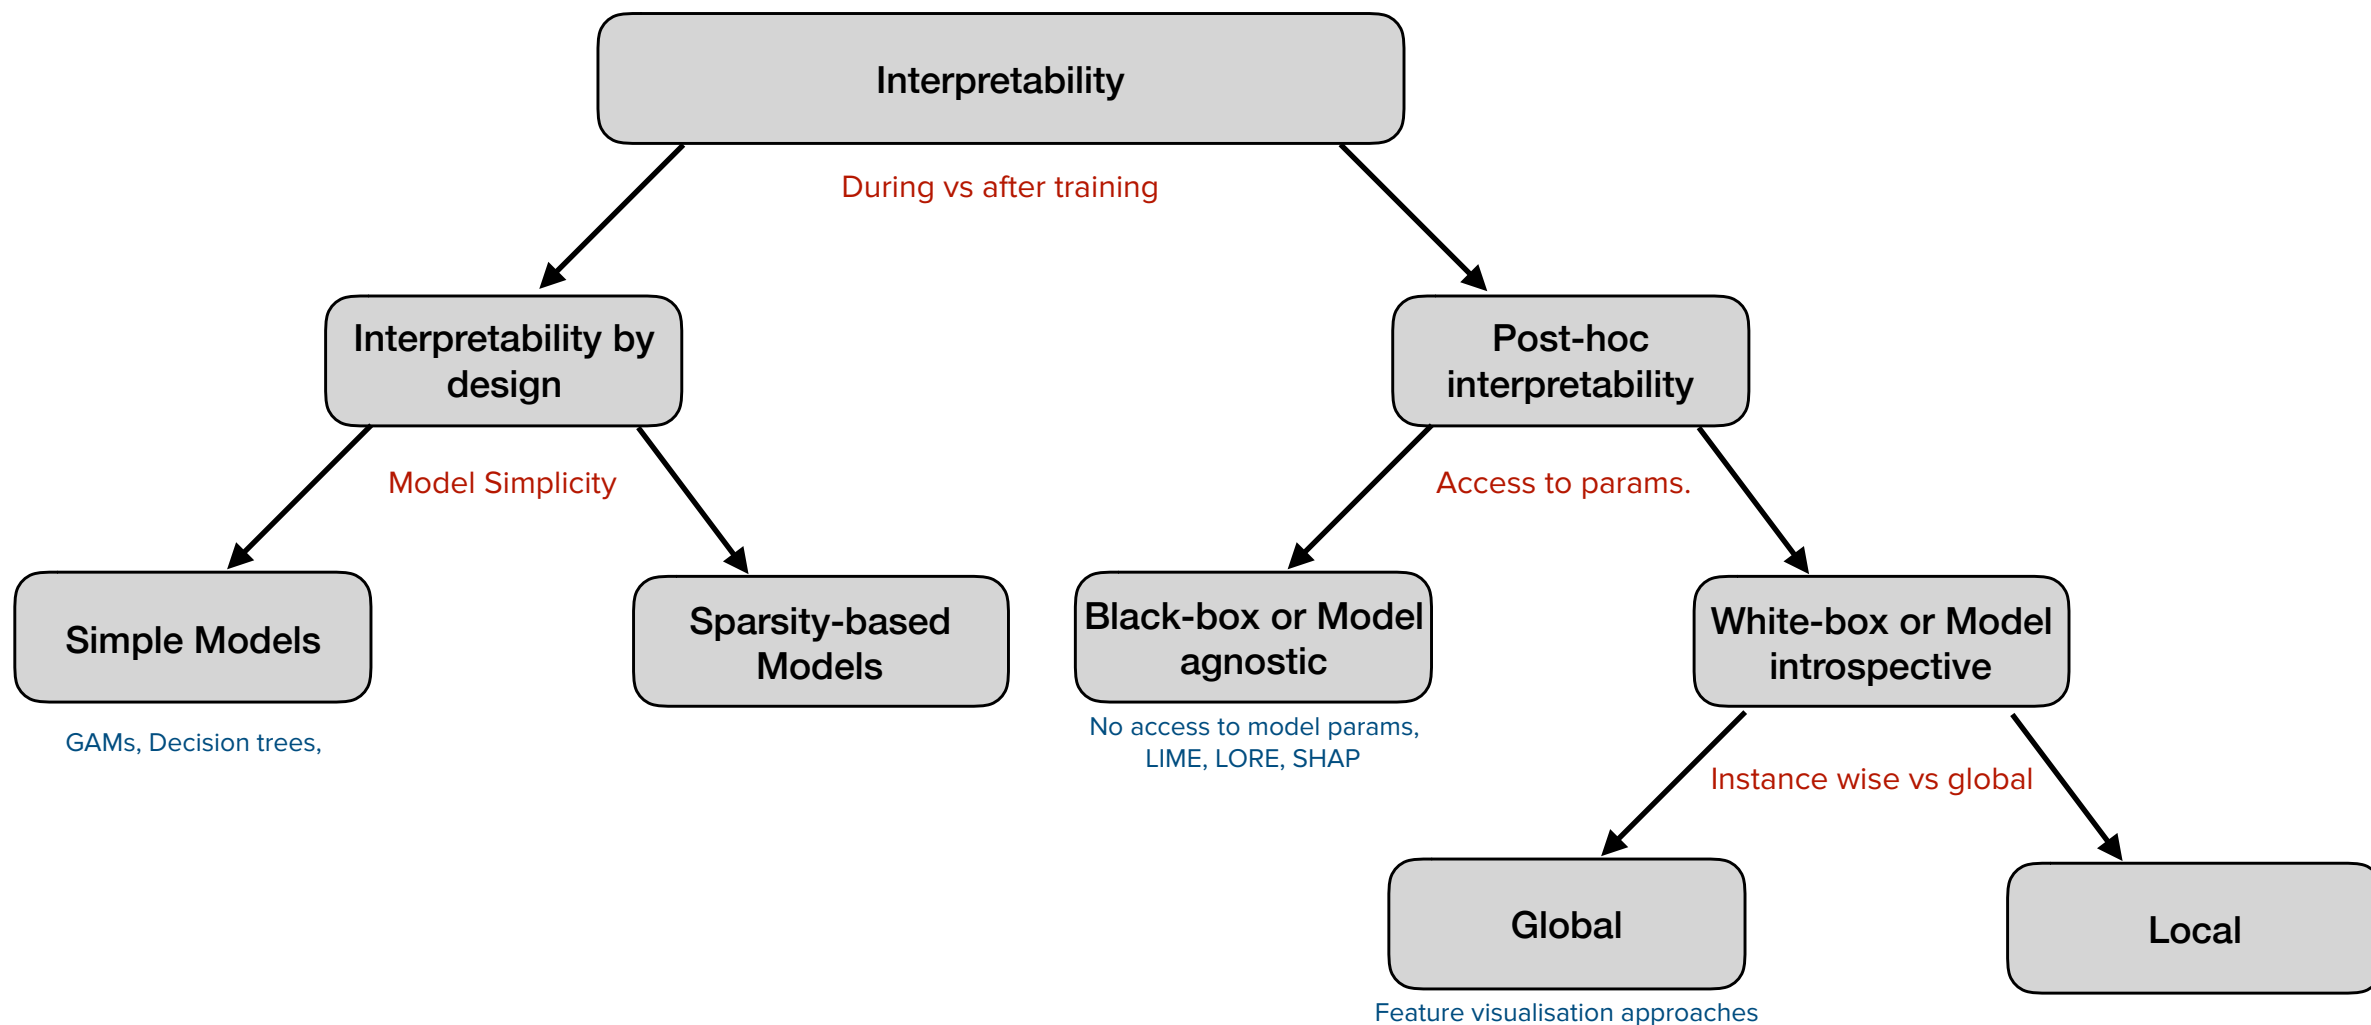 Interpretability
During vs after training
Interpretability by
design
Post-hoc
interpretability
Model Simplicity
Access to params.
Simple Models
Sparsity-based
Models
Black-box or Model
agnostic
White-box or Model
introspective
GAMs, Decision trees,
No access to model params,
LIME, LORE, SHAP
Instance wise vs global
Global
Local
Feature visualisation approaches